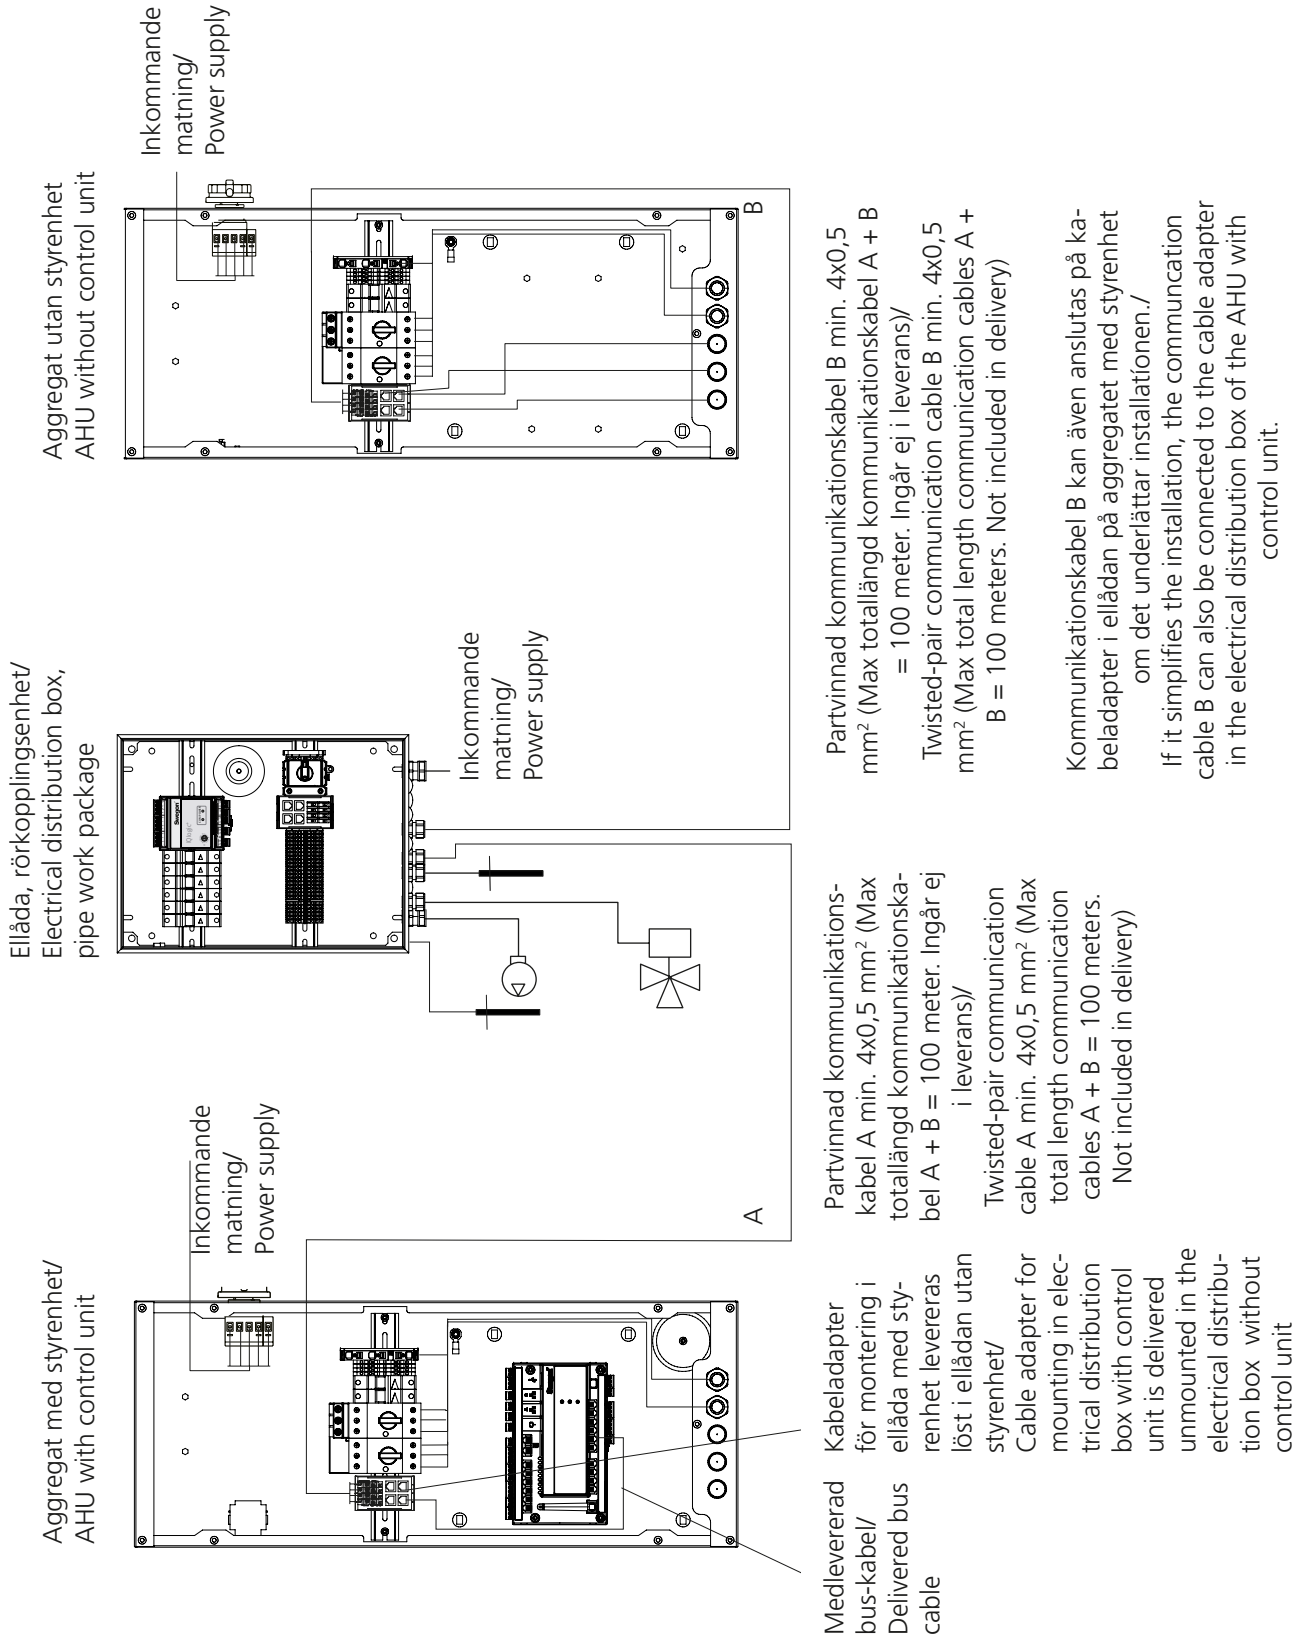 Aggregat med styrenhet/
AHU with control unit
Inkommande
matning/
Power supply
Ellåda, rörkopplingsenhet/
Electrical distribution box,
pipe work package
Inkommande
matning/
Power supply
Aggregat utan styrenhet
AHU without control unit
Inkommande
matning/
Power supply
Swegon
A
B
Medlevererad
bus-kabel/
Delivered bus
cable
Kabeladapter
för montering i
ellåda med sty-
renhet levereras
löst i ellådan utan
styrenhet/
Cable adapter for
mounting in elec-
trical distribution
box with control
unit is delivered
unmounted in the
electrical distribu-
tion box without
control unit
Partvinnad kommunikations-
kabel A min. 4x0,5 mm² (Max
totallängd kommunikationska-
bel A + B = 100 meter. Ingår ej
i leverans)/
Twisted-pair communication
cable A min. 4x0,5 mm² (Max
total length communication
cables A + B = 100 meters.
Not included in delivery)
Partvinnad kommunikationskabel B min. 4x0,5
mm² (Max totallängd kommunikationskabel A + B
= 100 meter. Ingår ej i leverans)/
Twisted-pair communication cable B min. 4x0,5
mm² (Max total length communication cables A +
B = 100 meters. Not included in delivery)
Kommunikationskabel B kan även anslutas på ka-
beladapter i ellådan på aggregatet med styrenhet
om det underlättar installationen./
If it simplifies the installation, the communcation
cable B can also be connected to the cable adapter
in the electrical distribution box of the AHU with
control unit.